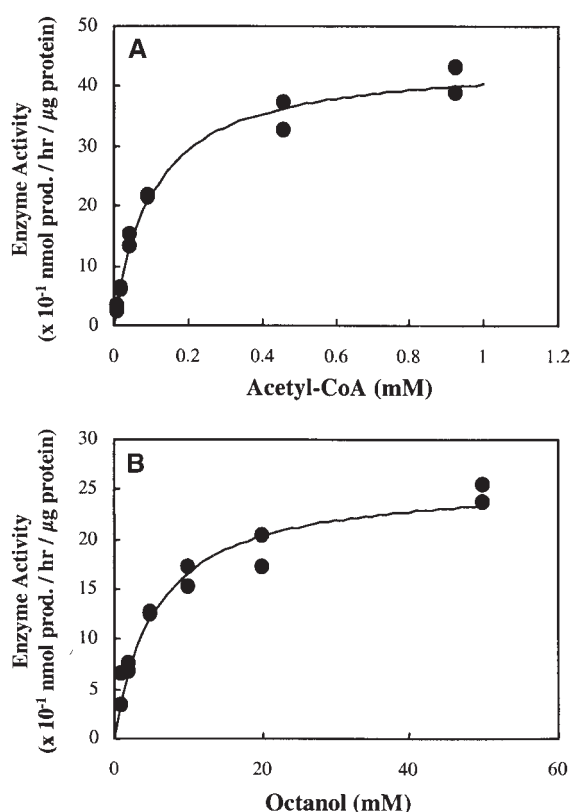 A
50
40
30
20
10
0
Enzyme Activity
(x 10⁻¹ nmol prod. / hr / µg protein)
0 0.2 0.4 0.6 0.8 1 1.2
Acetyl-CoA (mM)
B
30
25
20
15
10
5
0
Enzyme Activity
(x 10⁻¹ nmol prod. / hr / µg protein)
0 20 40 60
Octanol (mM)